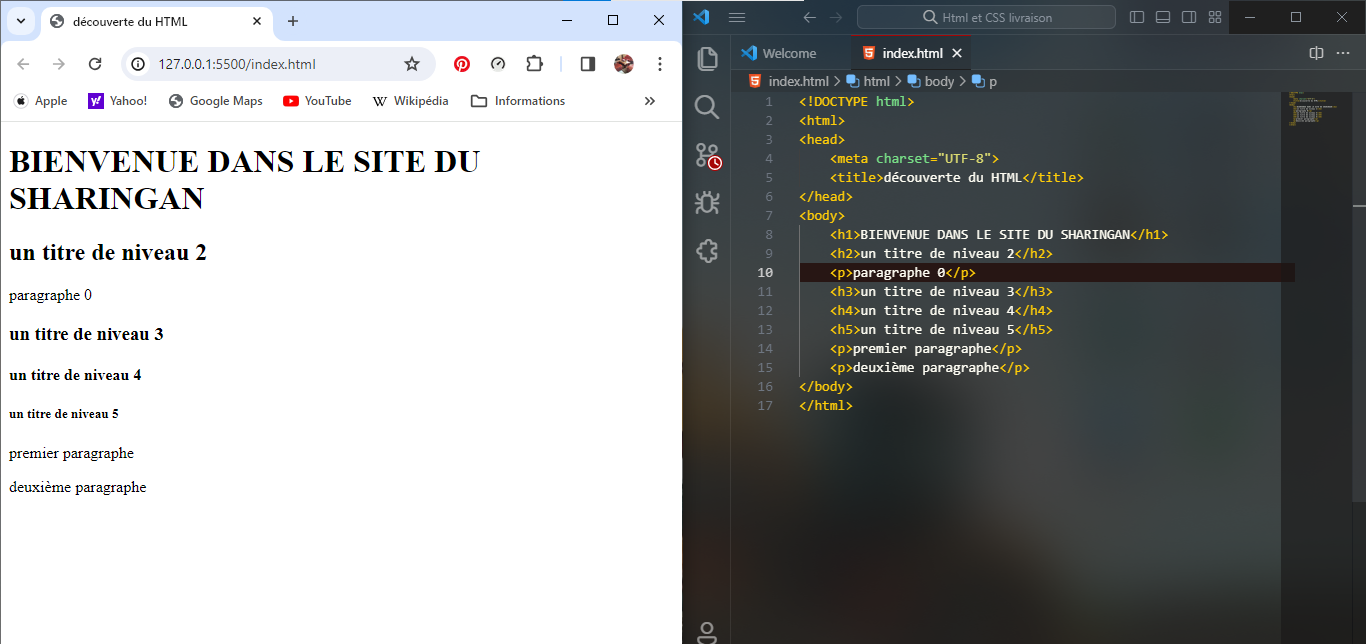 découverte du HTML
127.0.0.1:5500/index.html
Apple
Yahoo!
Google Maps
YouTube
Wikipédia
Informations
BIENVENUE DANS LE SITE DU
SHARINGAN
un titre de niveau 2
paragraphe 0
un titre de niveau 3
un titre de niveau 4
un titre de niveau 5
premier paragraphe
deuxième paragraphe
Html et CSS livraison
Welcome
index.html
index.html > html > body > p
1 <!DOCTYPE html>
2 <html>
3 <head>
4 <meta charset="UTF-8">
5 <title>découverte du HTML</title>
6 </head>
7 <body>
8 <h1>BIENVENUE DANS LE SITE DU SHARINGAN</h1>
9 <h2>un titre de niveau 2</h2>
10 <p>paragraphe 0</p>
11 <h3>un titre de niveau 3</h3>
12 <h4>un titre de niveau 4</h4>
13 <h5>un titre de niveau 5</h5>
14 <p>premier paragraphe</p>
15 <p>deuxième paragraphe</p>
16 </body>
17 </html>